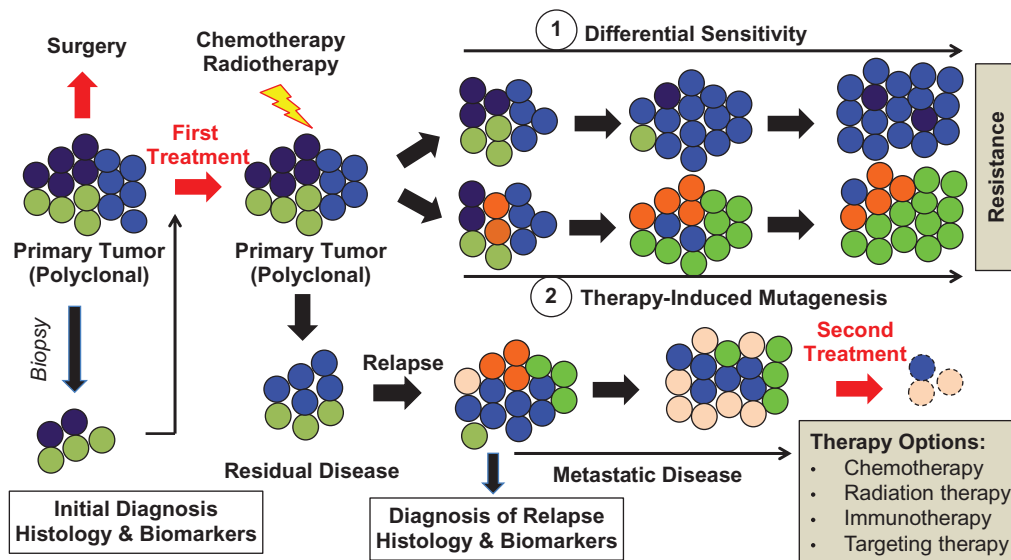 Surgery
Chemotherapy
Radiotherapy
1
Differential Sensitivity
First
Treatment
Resistance
Primary Tumor
(Polyclonal)
Primary Tumor
(Polyclonal)
2
Therapy-Induced Mutagenesis
Biopsy
Relapse
Second
Treatment
Residual Disease
Metastatic Disease
Initial Diagnosis
Histology & Biomarkers
Diagnosis of Relapse
Histology & Biomarkers
Therapy Options:
• Chemotherapy
• Radiation therapy
• Immunotherapy
• Targeting therapy